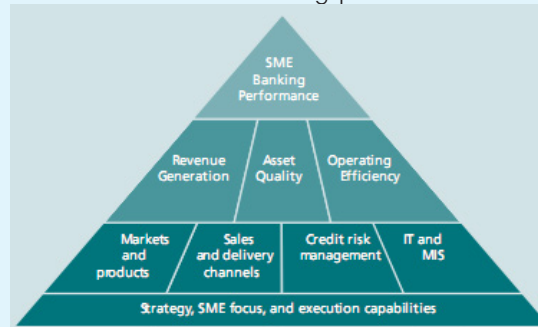 SME
Banking
Performance
Revenue
Generation
Asset
Quality
Operating
Efficiency
Markets
and
products
Sales
and delivery
channels
Credit risk
management
IT and
MIS
Strategy, SME focus, and execution capabilities